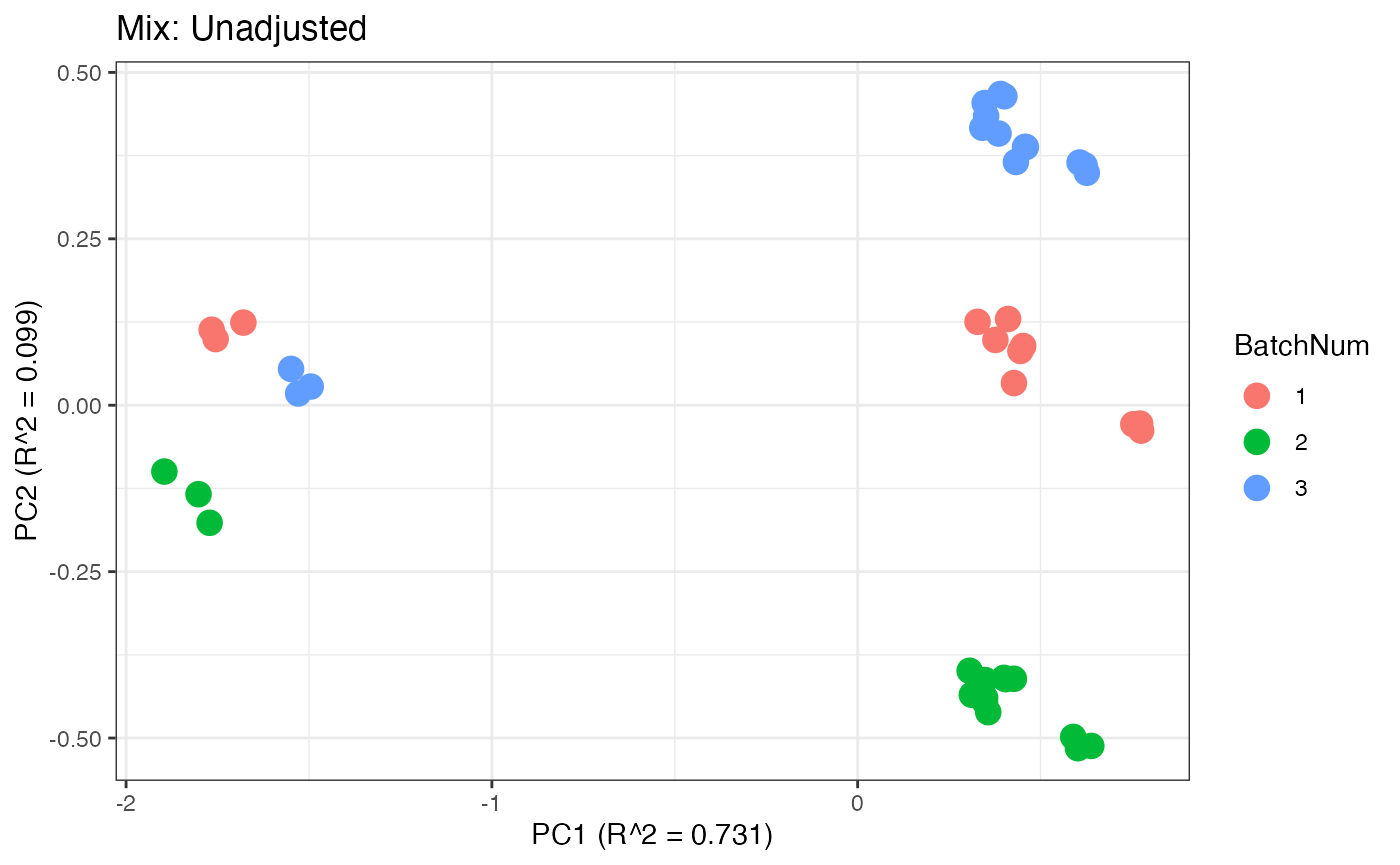 Mix: Unadjusted
0.50
0.25
0.00
-0.25
-0.50
PC2 (R^2 = 0.099)
-2
-1
0
PC1 (R^2 = 0.731)
BatchNum
1
2
3